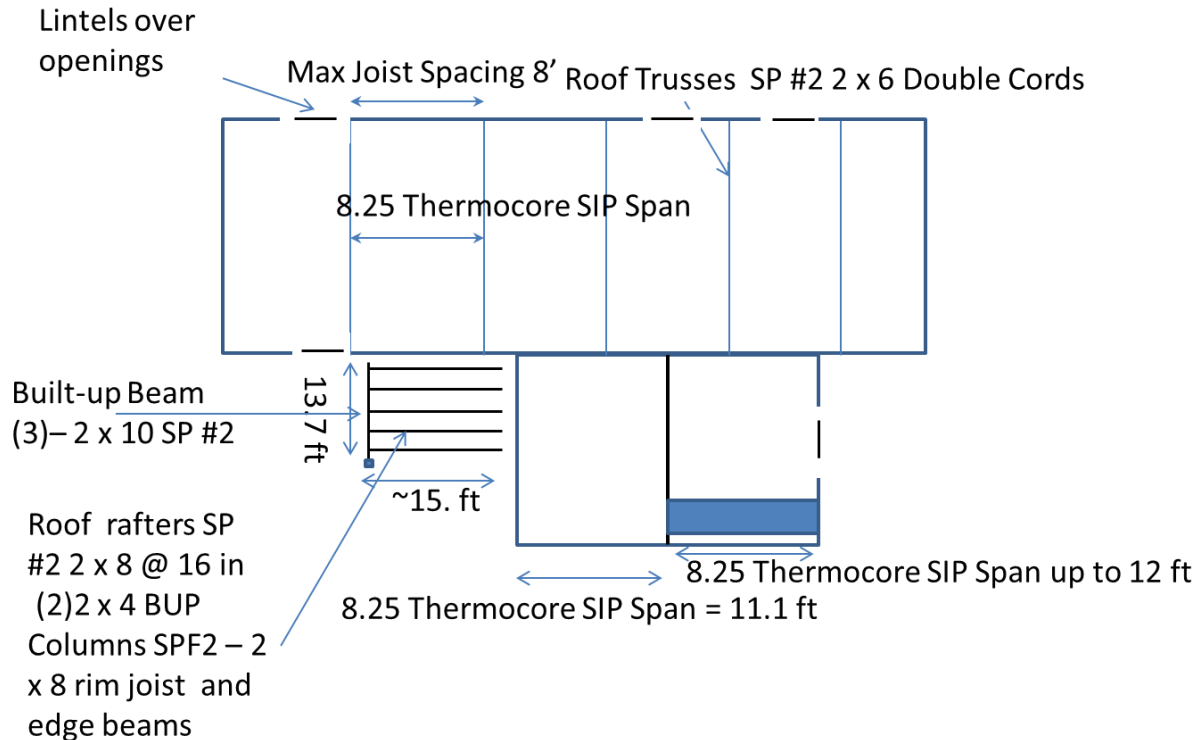 Lintels over
openings
Max Joist Spacing 8’
Roof Trusses SP #2 2 x 6 Double Cords
8.25 Thermocore SIP Span
Built-up Beam
(3)– 2 x 10 SP #2
13.7 ft
~15. ft
Roof rafters SP
#2 2 x 8 @ 16 in
(2)2 x 4 BUP
Columns SPF2 – 2
x 8 rim joist and
edge beams
8.25 Thermocore SIP Span = 11.1 ft
8.25 Thermocore SIP Span up to 12 ft